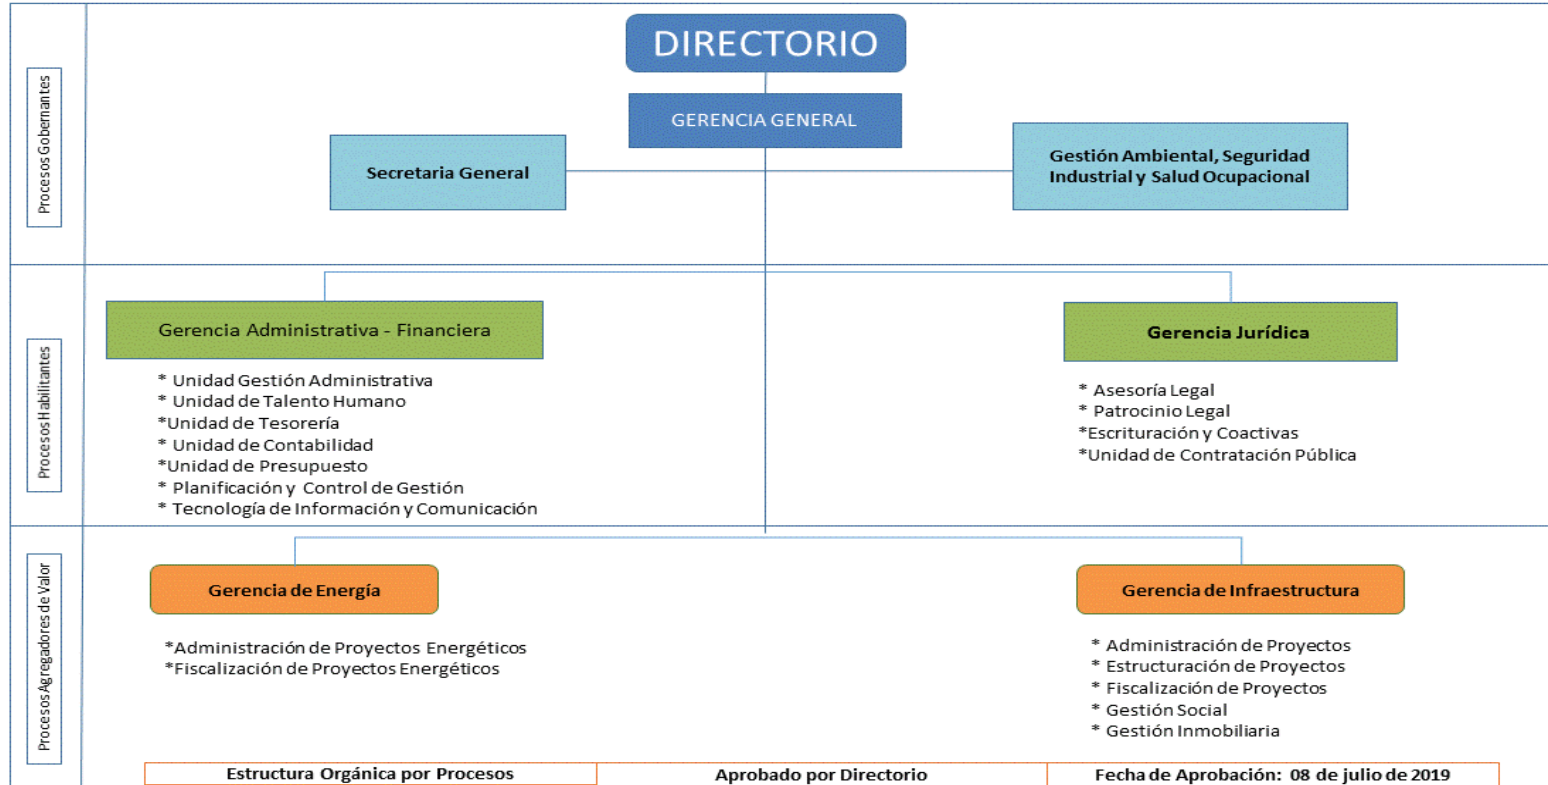 DIRECTORIO
GERENCIA GENERAL
Procesos Gobernantes
Secretaria General
Gestión Ambiental, Seguridad
Industrial y Salud Ocupacional
Procesos Habilitantes
Gerencia Administrativa - Financiera
* Unidad Gestión Administrativa
* Unidad de Talento Humano
*Unidad de Tesorería
* Unidad de Contabilidad
*Unidad de Presupuesto
* Planificación y Control de Gestión
* Tecnología de Información y Comunicación
Gerencia Jurídica
* Asesoría Legal
* Patrocinio Legal
*Escrituración y Coactivas
*Unidad de Contratación Pública
Procesos Agregadores de Valor
Gerencia de Energía
*Administración de Proyectos Energéticos
*Fiscalización de Proyectos Energéticos
Gerencia de Infraestructura
* Administración de Proyectos
* Estructuración de Proyectos
* Fiscalización de Proyectos
* Gestión Social
* Gestión Inmobiliaria
Estructura Orgánica por Procesos
Aprobado por Directorio
Fecha de Aprobación: 08 de julio de 2019